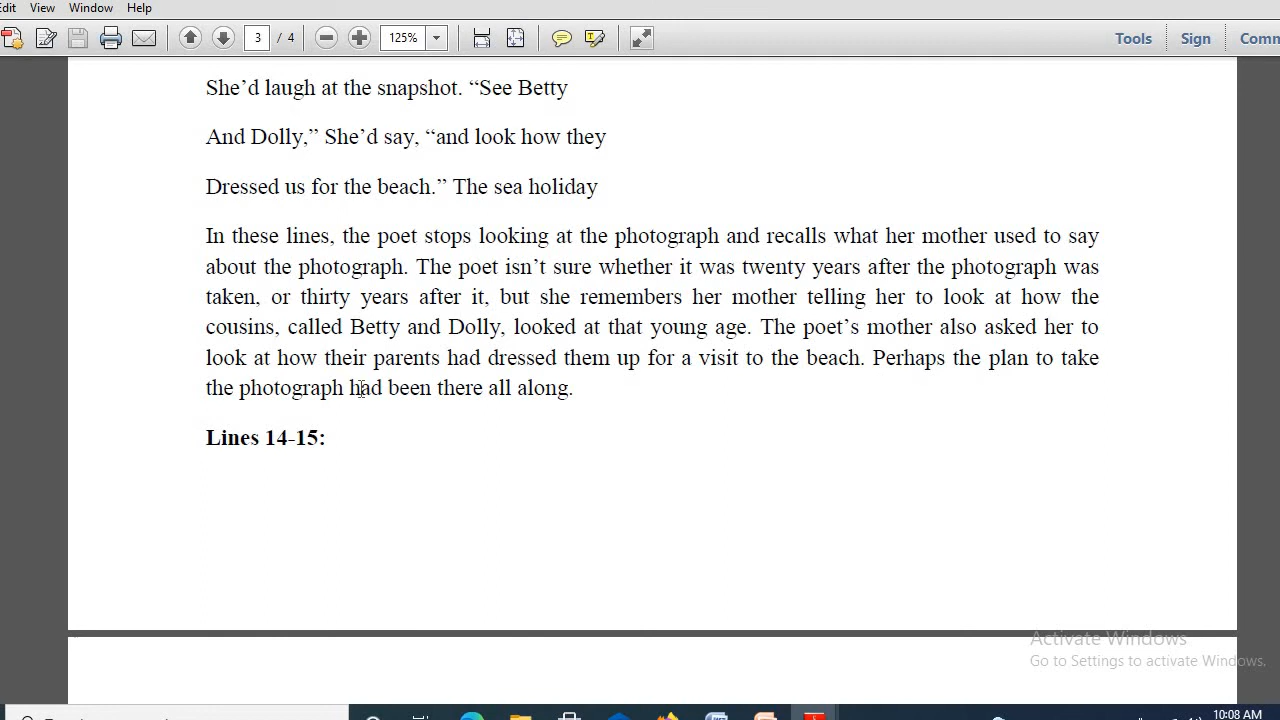 Edit View Window Help
3 / 4 125% Tools Sign Comm
She’d laugh at the snapshot. “See Betty
And Dolly,” She’d say, “and look how they
Dressed us for the beach.” The sea holiday
In these lines, the poet stops looking at the photograph and recalls what her mother used to say
about the photograph. The poet isn’t sure whether it was twenty years after the photograph was
taken, or thirty years after it, but she remembers her mother telling her to look at how the
cousins, called Betty and Dolly, looked at that young age. The poet’s mother also asked her to
look at how their parents had dressed them up for a visit to the beach. Perhaps the plan to take
the photograph had been there all along.
Lines 14-15:
Activate Windows
Go to Settings to activate Windows.
10:08 AM